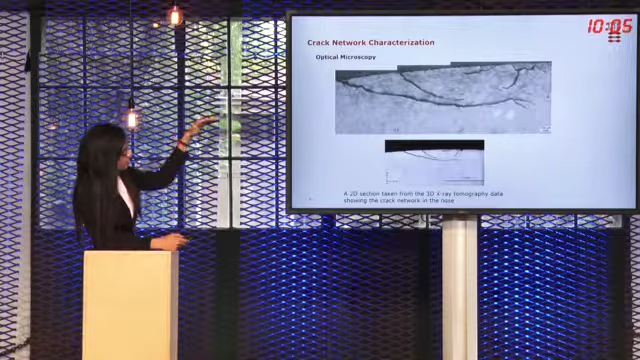 10:05
Crack Network Characterization
Optical Microscopy
A 2D section taken from the 3D X-ray tomography data
showing the crack network in the nose